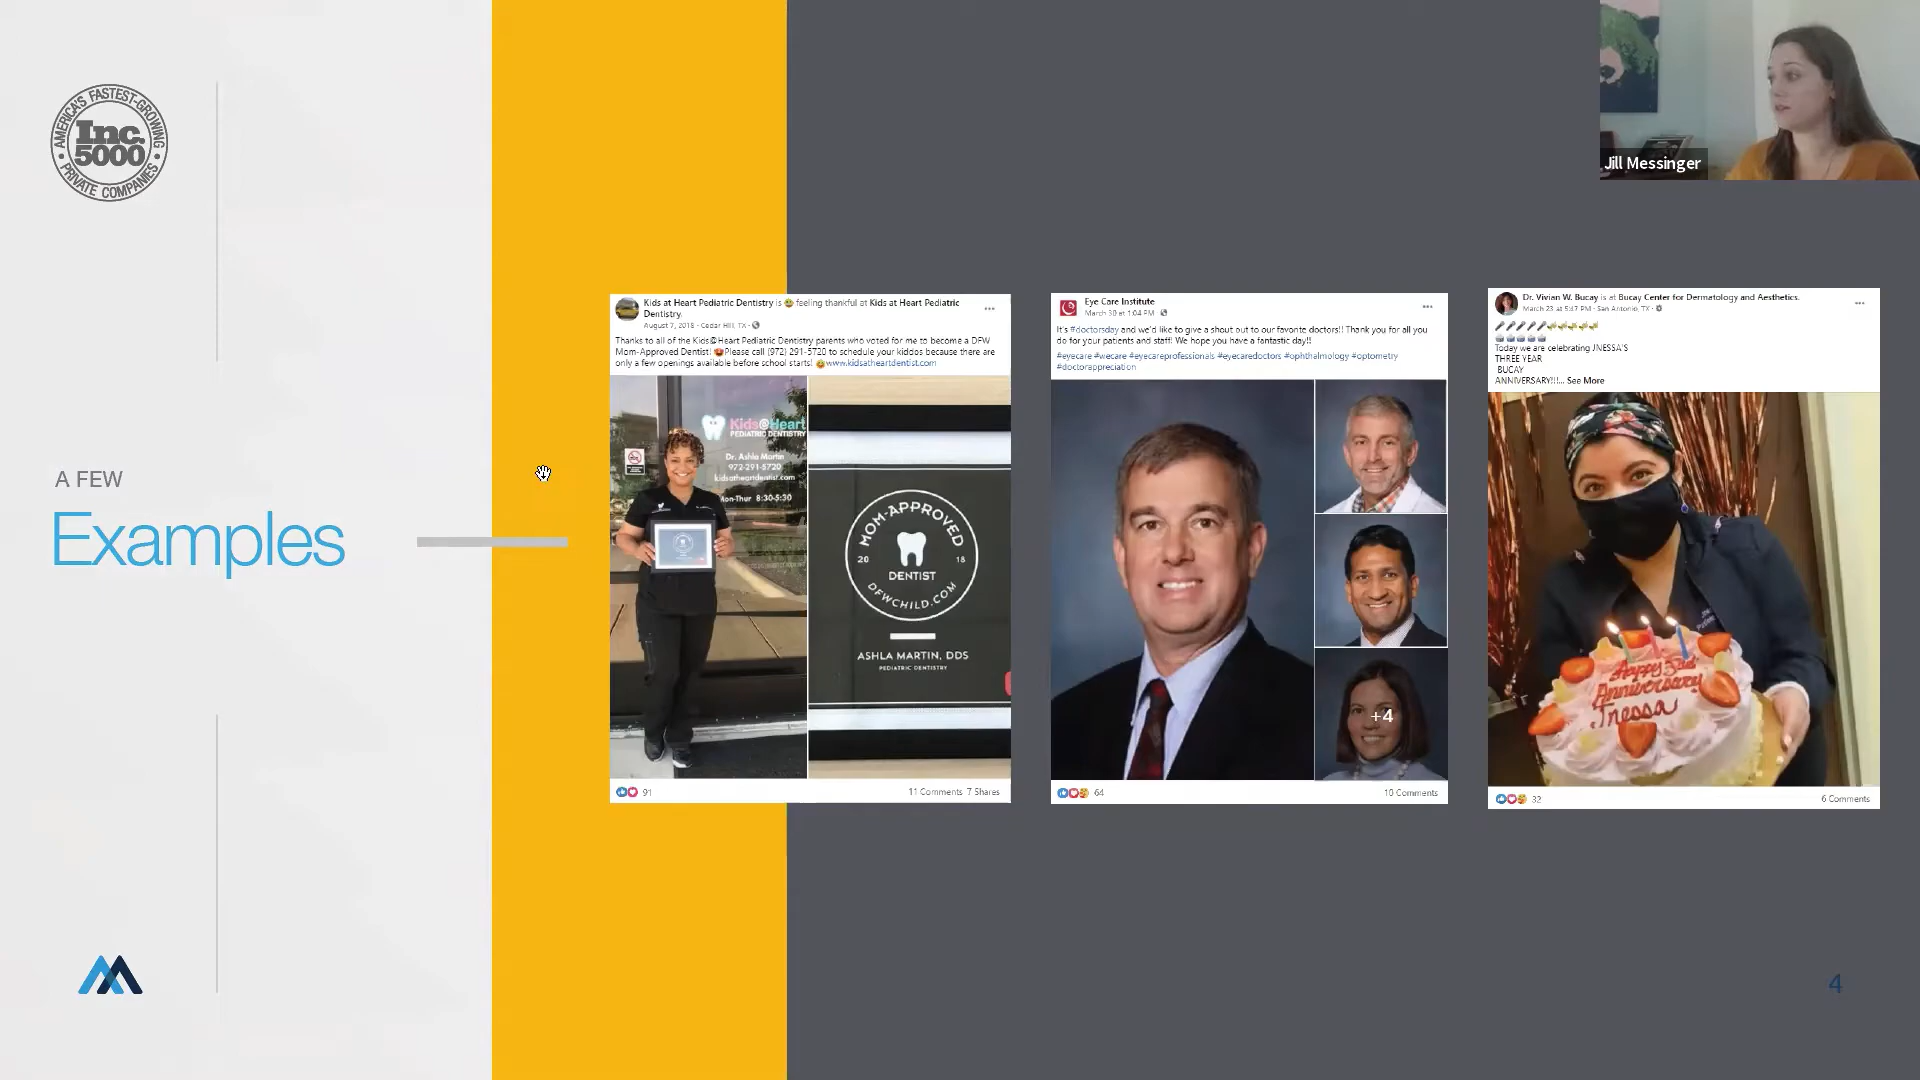 AMERICA'S FASTEST-GROWING
Inc.
5000
PRIVATE COMPANIES
A FEW
Examples
Kids at Heart Pediatric Dentistry is feeling thankful at Kids at Heart Pediatric
Dentistry.
August 7, 2018 · Cedar Hill, TX ·
Thanks to all of the Kids@Heart Pediatric Dentistry parents who voted for me to become a DFW
Mom-Approved Dentist! Please call (972) 291-5720 to schedule your kiddos because there are
only a few openings available before school starts! www.kidsatheartdentist.com
Kids@Heart
PEDIATRIC DENTISTRY
Dr. Ashla Martin
972-291-5720
kidsatheartdentist.com
Mon-Thur 8:30-5:30
MOM-APPROVED
20 18
DENTIST
DFWCHILD.COM
ASHLA MARTIN, DDS
PEDIATRIC DENTISTRY
91
11 Comments 7 Shares
Eye Care Institute
March 30 at 1:04 PM ·
It's #doctorsday and we'd like to give a shout out to our favorite doctors!! Thank you for all you
do for your patients and staff! We hope you have a fantastic day!!
#eyecare #wecare #eyecareprofessionals #eyecaredoctors #ophthalmology #optometry
#doctorappreciation
+4
64
10 Comments
Dr. Vivian W. Bucay is at Bucay Center for Dermatology and Aesthetics.
March 23 at 5:17 PM · San Antonio, TX ·
Today we are celebrating JNESSA'S
THREE YEAR
BUCAY
ANNIVERSARY!!!... See More
Happy 3rd
Anniversary
Jnessa
32
6 Comments
Jill Messinger
4